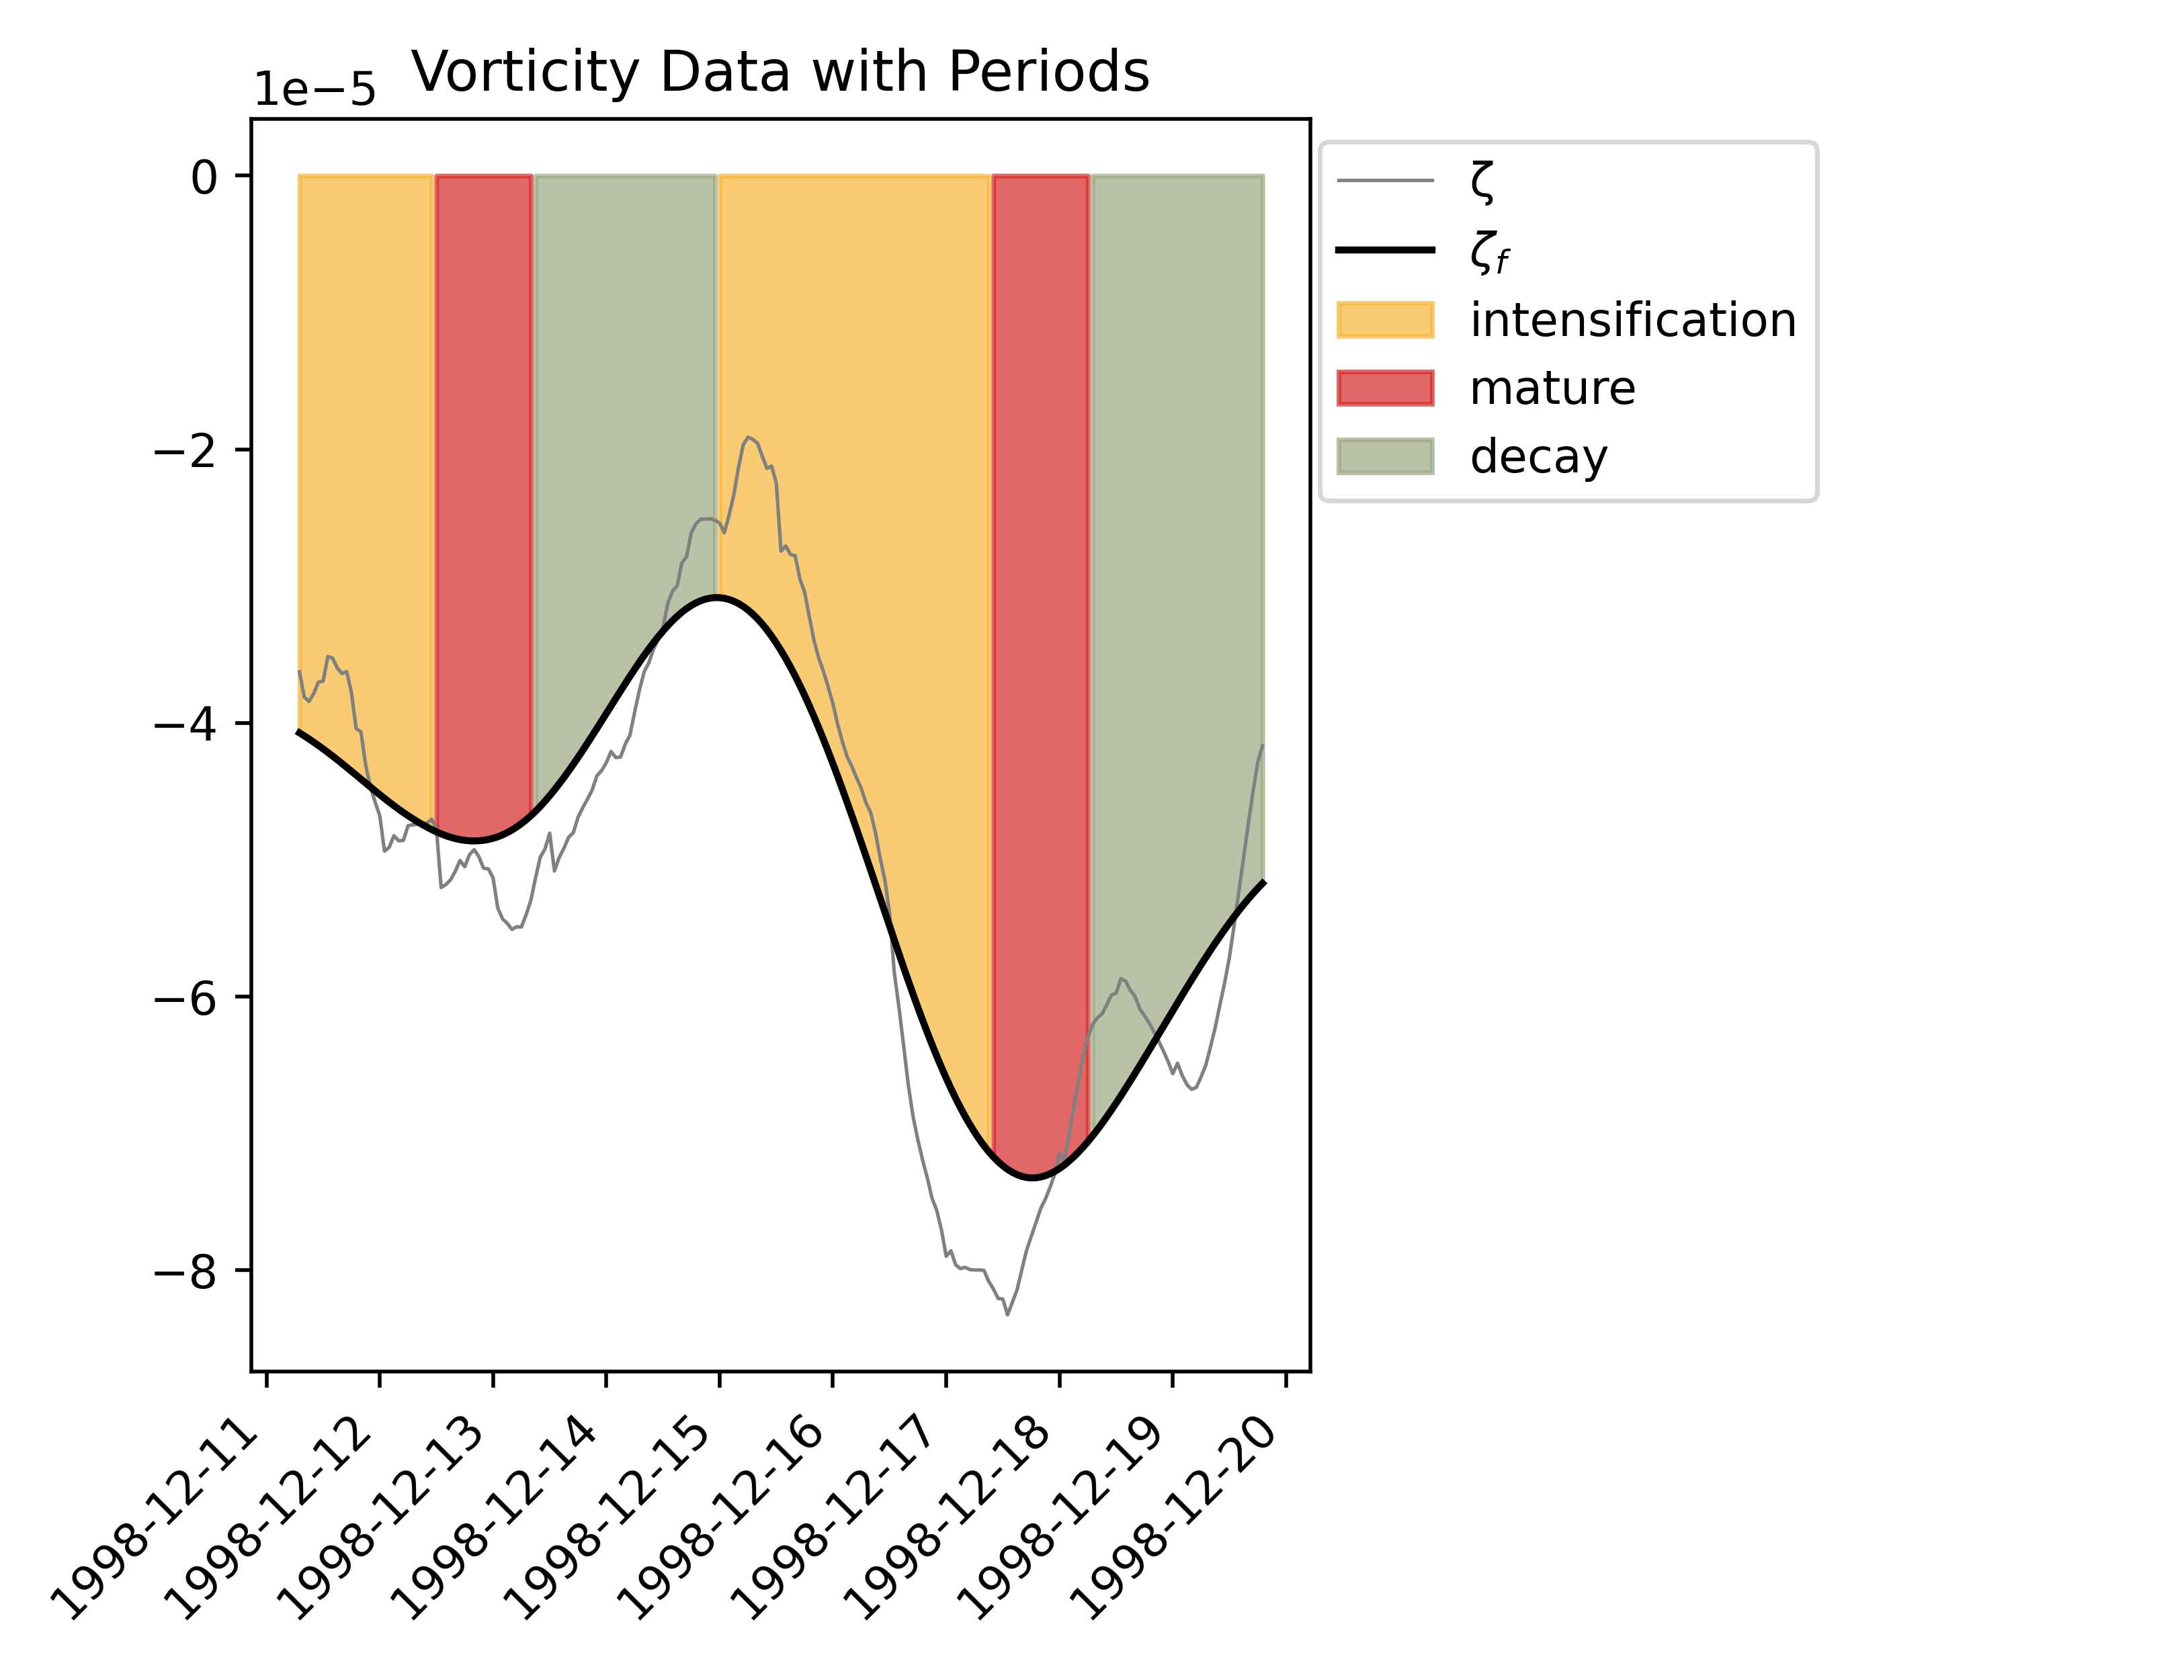 Vorticity Data with Periods
1e−5
0
−2
−4
−6
−8
1998-12-11
1998-12-12
1998-12-13
1998-12-14
1998-12-15
1998-12-16
1998-12-17
1998-12-18
1998-12-19
1998-12-20
ζ
ζf
intensification
mature
decay